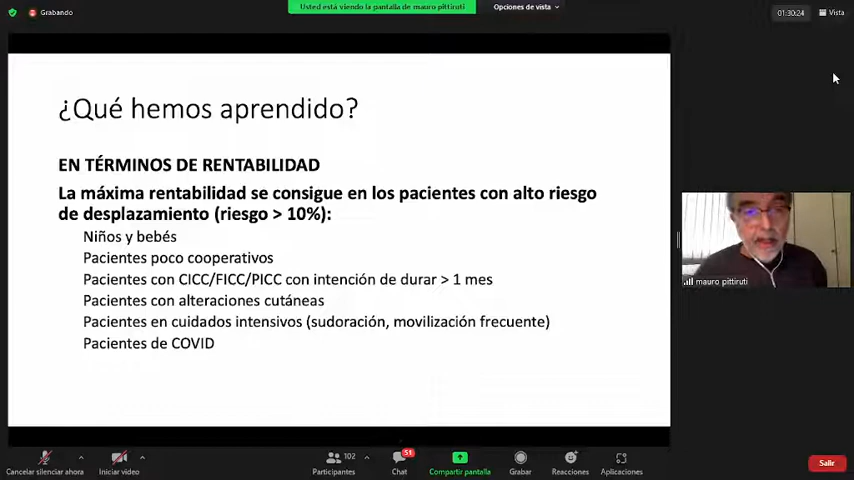 Grabando
Usted está viendo la pantalla de mauro pittiruti
Opciones de vista
01:30:24
Vista
¿Qué hemos aprendido?
EN TÉRMINOS DE RENTABILIDAD
La máxima rentabilidad se consigue en los pacientes con alto riesgo
de desplazamiento (riesgo > 10%):
Niños y bebés
Pacientes poco cooperativos
Pacientes con CICC/FICC/PICC con intención de durar > 1 mes
Pacientes con alteraciones cutáneas
Pacientes en cuidados intensivos (sudoración, movilización frecuente)
Pacientes de COVID
mauro pittiruti
Cancelar silenciar ahora
Iniciar video
102
Participantes
51
Chat
Compartir pantalla
Grabar
Reacciones
Aplicaciones
Salir